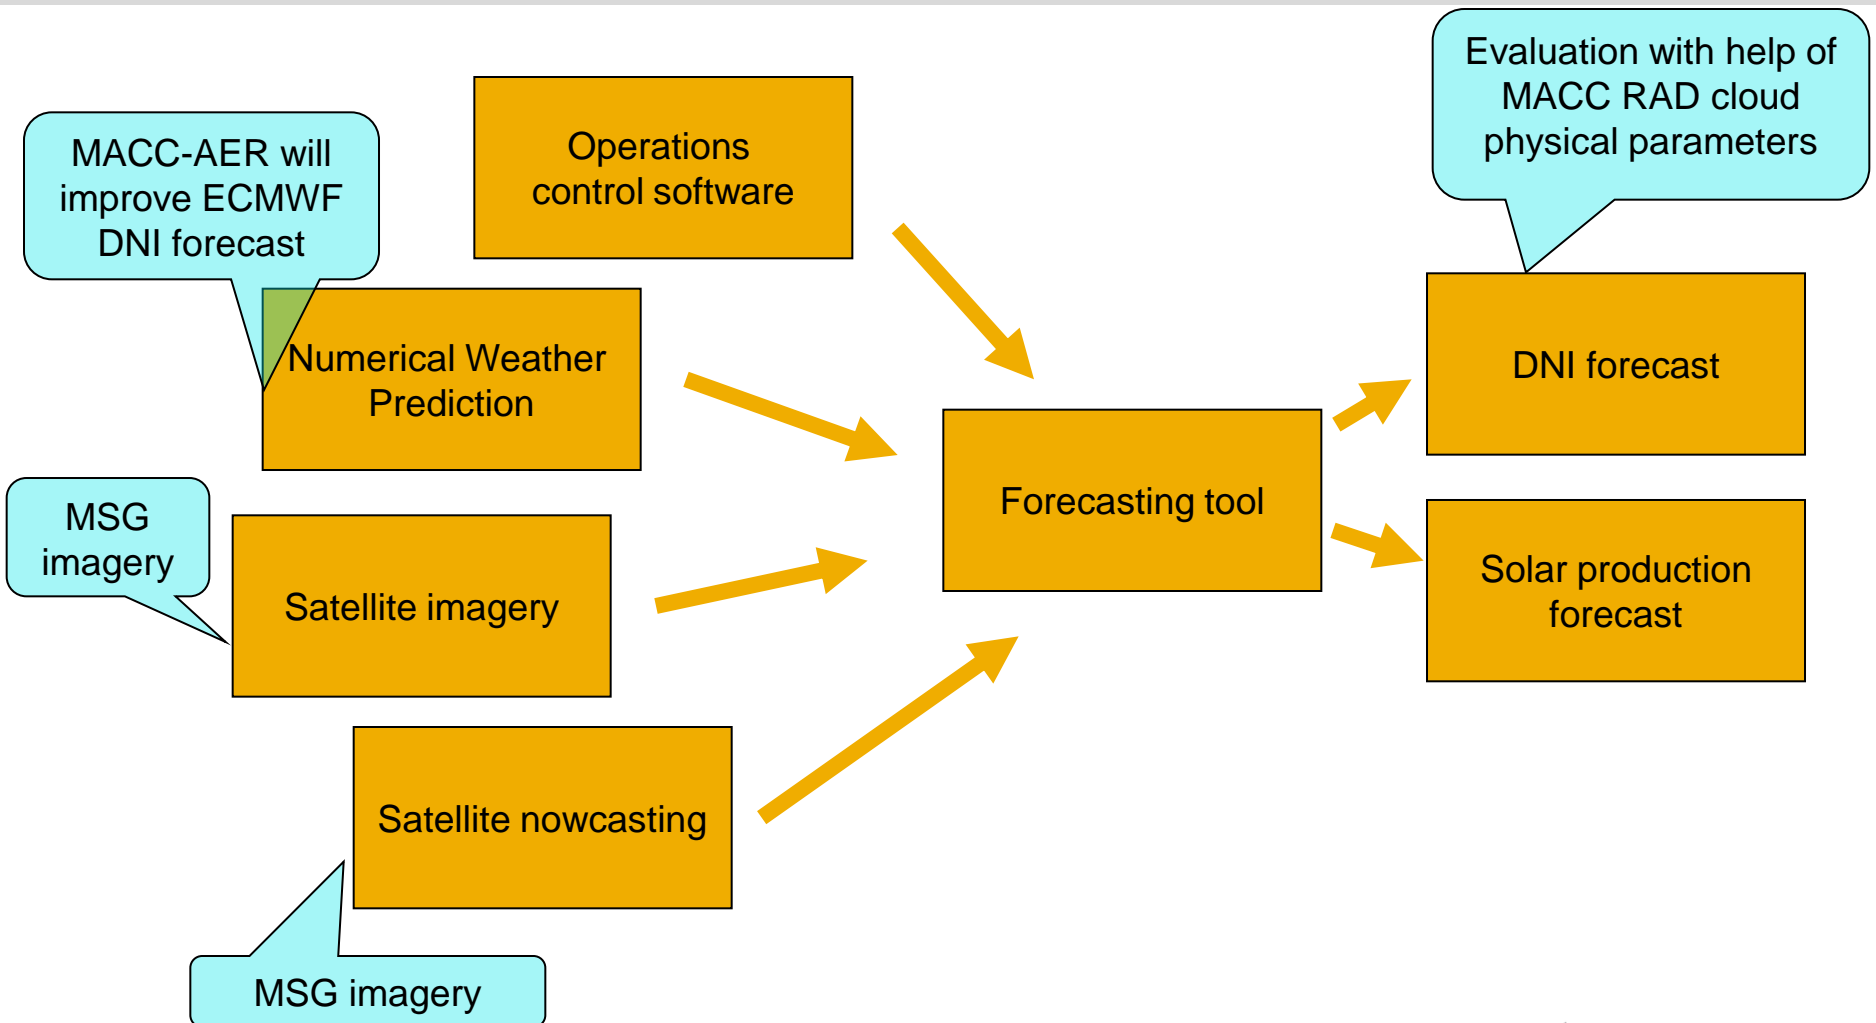 Evaluation with help of
MACC RAD cloud
physical parameters
Operations
control software
MACC-AER will
improve ECMWF
DNI forecast
Numerical Weather
Prediction
DNI forecast
Forecasting tool
MSG
imagery
Satellite imagery
Solar production
forecast
Satellite nowcasting
MSG imagery